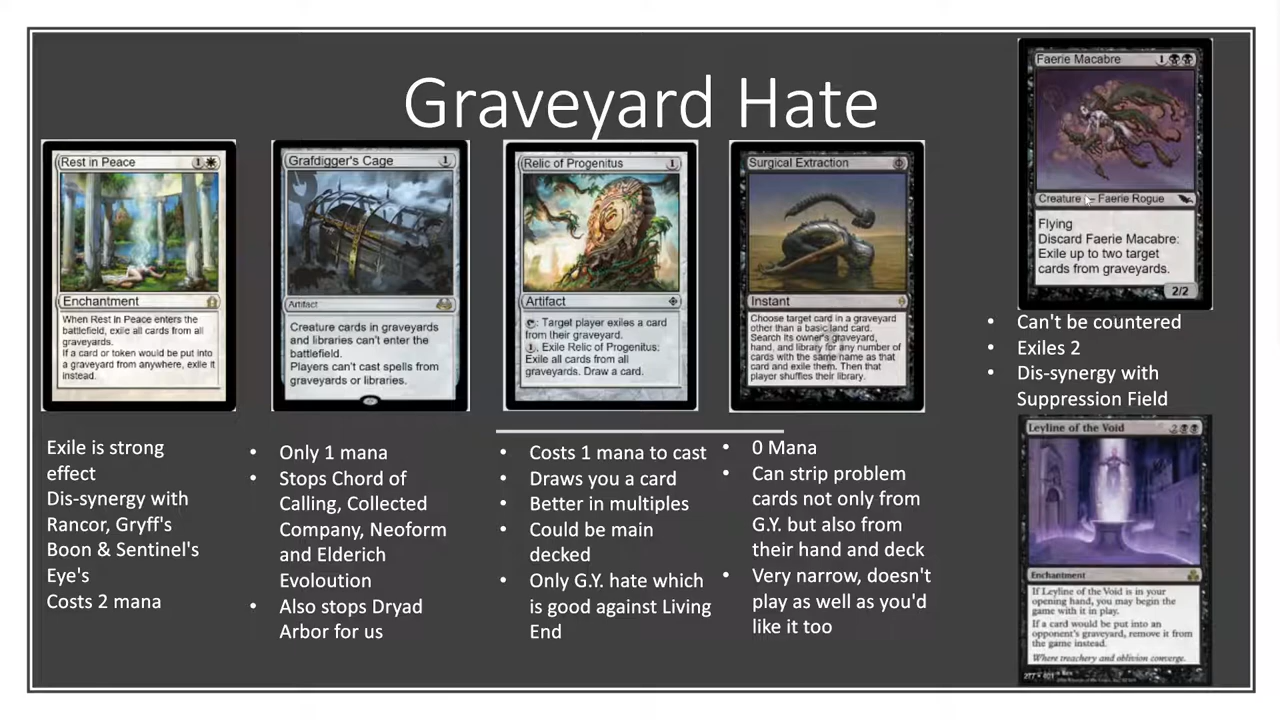 Graveyard Hate
Rest in Peace
Enchantment
When Rest in Peace enters the
battlefield, exile all cards from all
graveyards.
If a card or token would be put into
a graveyard from anywhere, exile it
instead.
Exile is strong
effect
Dis-synergy with
Rancor, Gryff's
Boon & Sentinel's
Eye's
Costs 2 mana
Grafdigger's Cage 1
Artifact
Creature cards in graveyards
and libraries can't enter the
battlefield.
Players can't cast spells from
graveyards or libraries.
• Only 1 mana
• Stops Chord of
Calling, Collected
Company, Neoform
and Elderich
Evoloution
• Also stops Dryad
Arbor for us
Relic of Progenitus 1
Artifact
: Target player exiles a card
from their graveyard.
1, Exile Relic of Progenitus:
Exile all cards from all
graveyards. Draw a card.
• Costs 1 mana to cast
• Draws you a card
• Better in multiples
• Could be main
decked
• Only G.Y. hate which
is good against Living
End
Surgical Extraction
Instant
Choose target card in a graveyard
other than a basic land card.
Search its owner's graveyard,
hand, and library for any number of
cards with the same name as that
card and exile them. Then that
player shuffles their library.
• 0 Mana
• Can strip problem
cards not only from
G.Y. but also from
their hand and deck
• Very narrow, doesn't
play as well as you'd
like it too
Faerie Macabre 1
Creature — Faerie Rogue
Flying
Discard Faerie Macabre:
Exile up to two target
cards from graveyards.
2/2
• Can't be countered
• Exiles 2
• Dis-synergy with
Suppression Field
Leyline of the Void 2
Enchantment
If Leyline of the Void is in your
opening hand, you may begin the
game with it in play.
If a card would be put into an
opponent's graveyard, remove it from
the game instead.
Where treachery and oblivion converge.